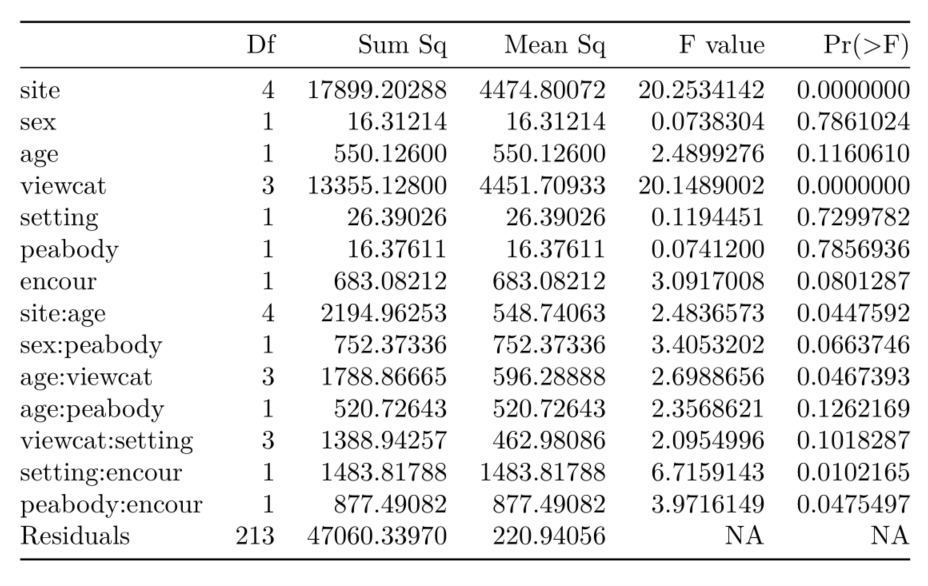 Df Sum Sq Mean Sq F value Pr(>F)
site 4 17899.20288 4474.80072 20.2534142 0.0000000
sex 1 16.31214 16.31214 0.0738304 0.7861024
age 1 550.12600 550.12600 2.4899276 0.1160610
viewcat 3 13355.12800 4451.70933 20.1489002 0.0000000
setting 1 26.39026 26.39026 0.1194451 0.7299782
peabody 1 16.37611 16.37611 0.0741200 0.7856936
encour 1 683.08212 683.08212 3.0917008 0.0801287
site:age 4 2194.96253 548.74063 2.4836573 0.0447592
sex:peabody 1 752.37336 752.37336 3.4053202 0.0663746
age:viewcat 3 1788.86665 596.28888 2.6988656 0.0467393
age:peabody 1 520.72643 520.72643 2.3568621 0.1262169
viewcat:setting 3 1388.94257 462.98086 2.0954996 0.1018287
setting:encour 1 1483.81788 1483.81788 6.7159143 0.0102165
peabody:encour 1 877.49082 877.49082 3.9716149 0.0475497
Residuals 213 47060.33970 220.94056 NA NA